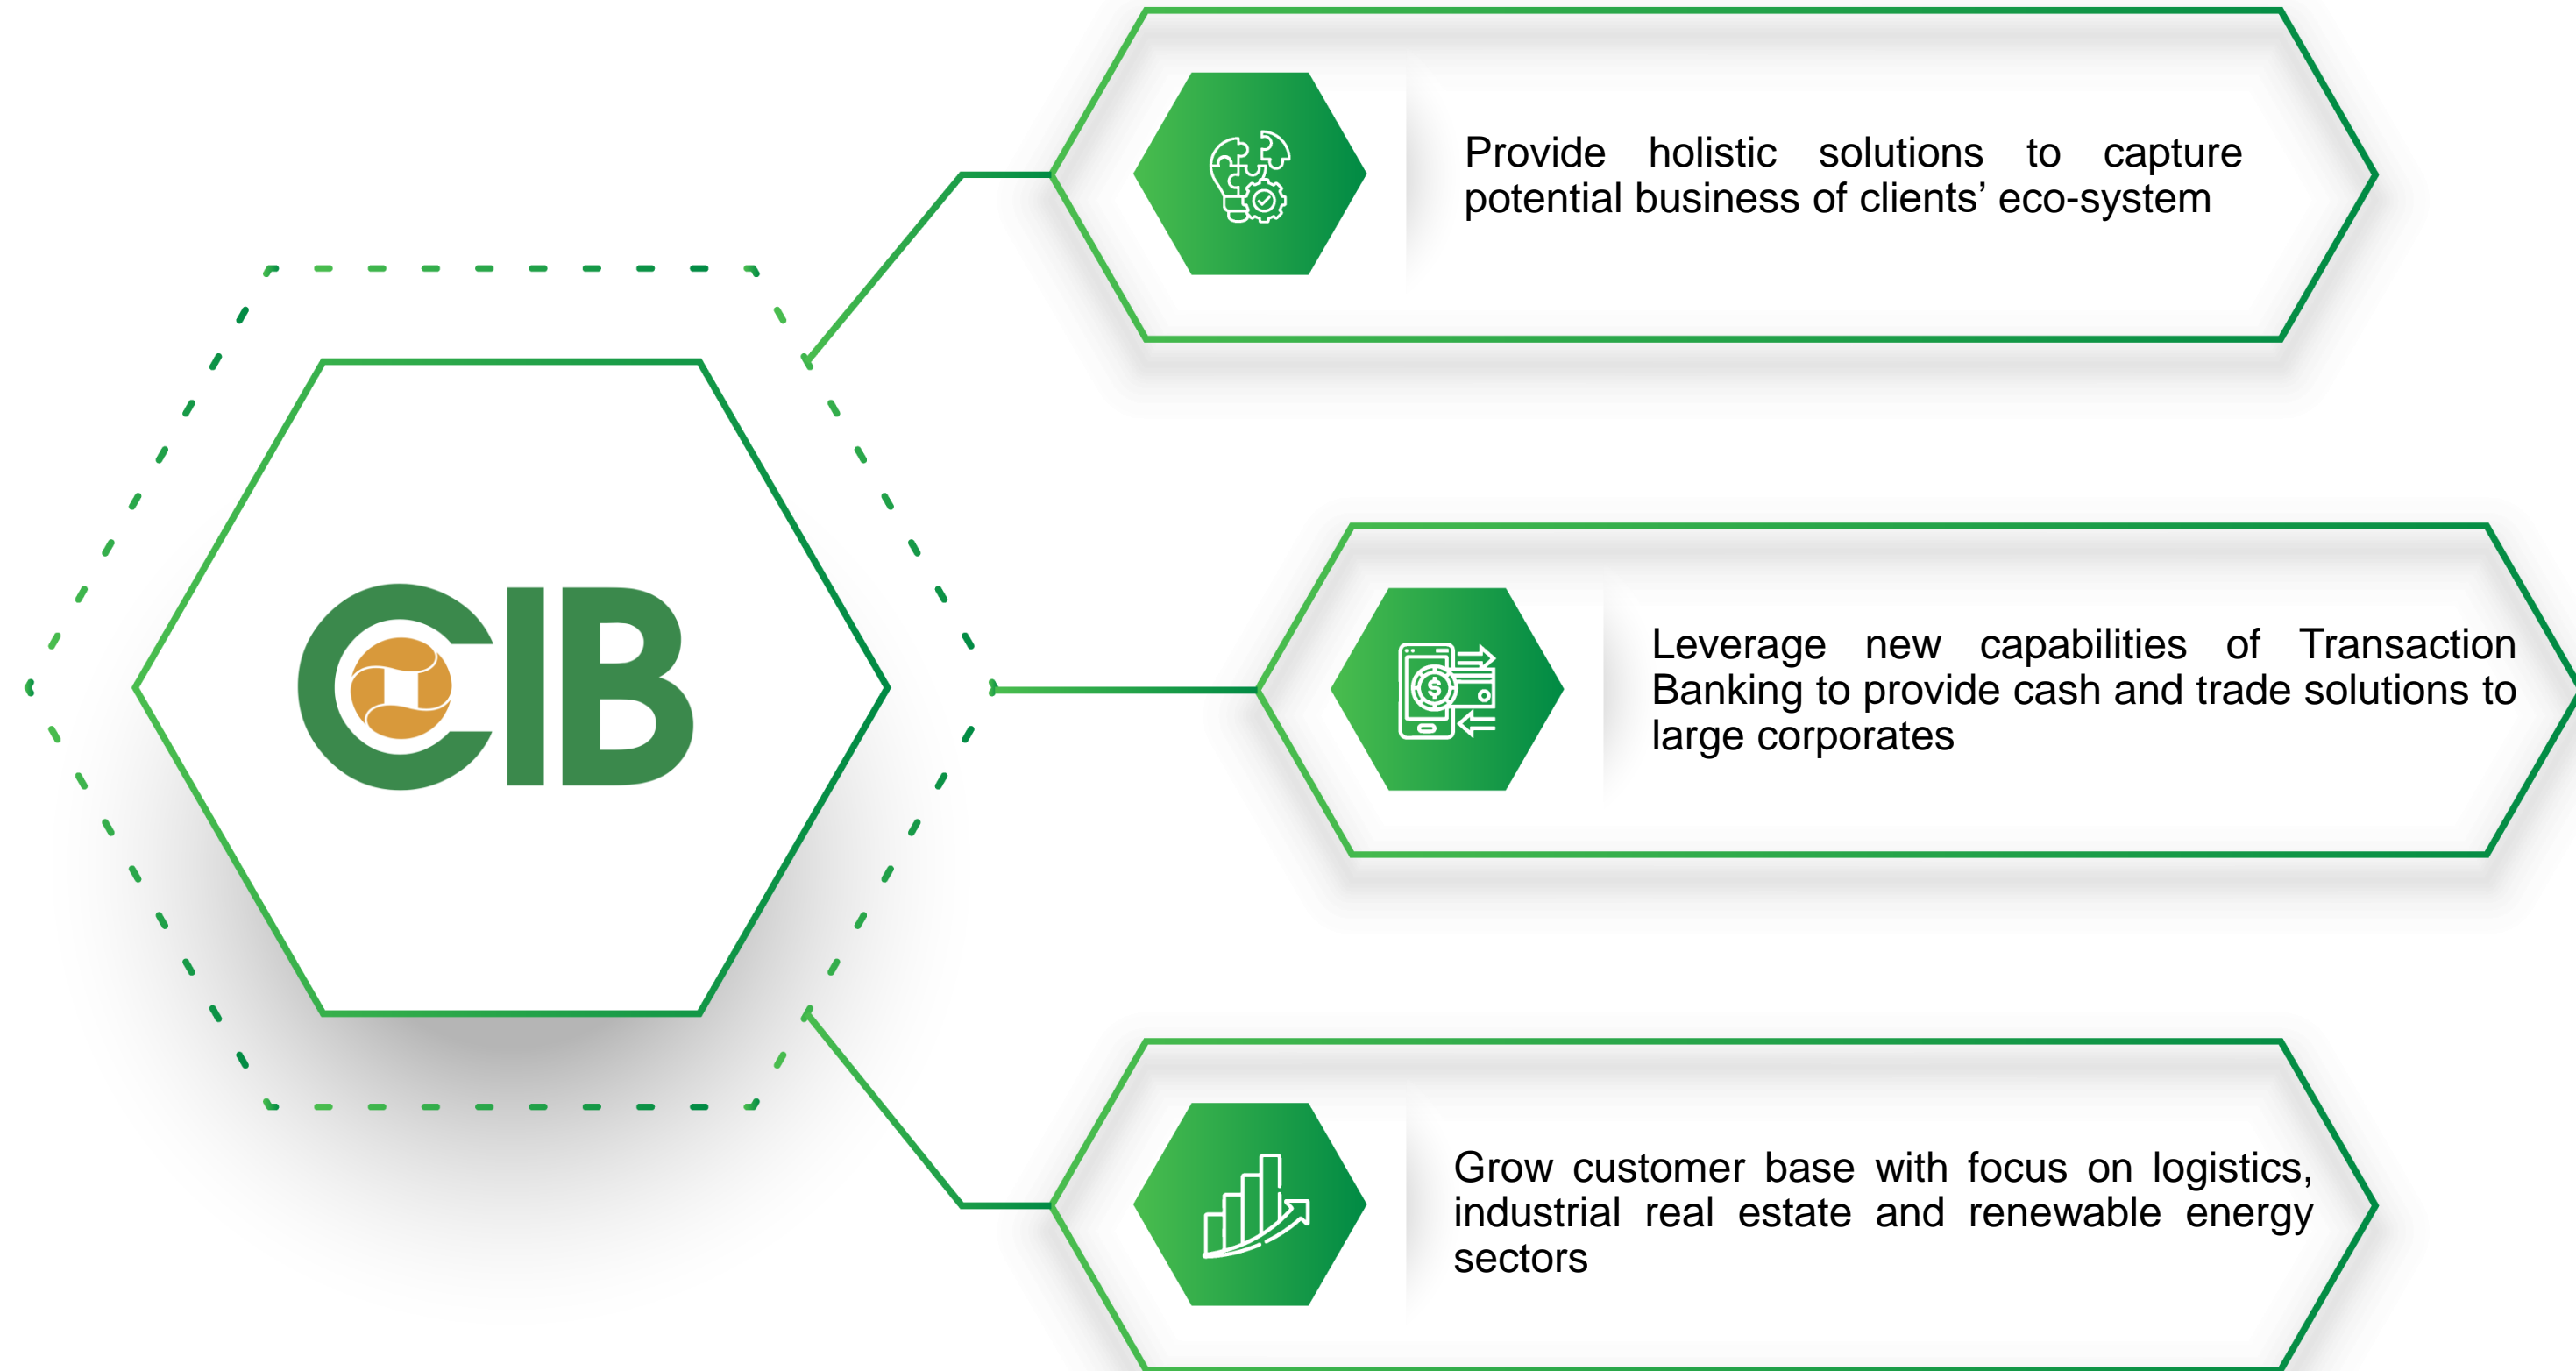 CIB
Provide holistic solutions to capture
potential business of clients’ eco-system
Leverage new capabilities of Transaction
Banking to provide cash and trade solutions to
large corporates
$
Grow customer base with focus on logistics,
industrial real estate and renewable energy
sectors